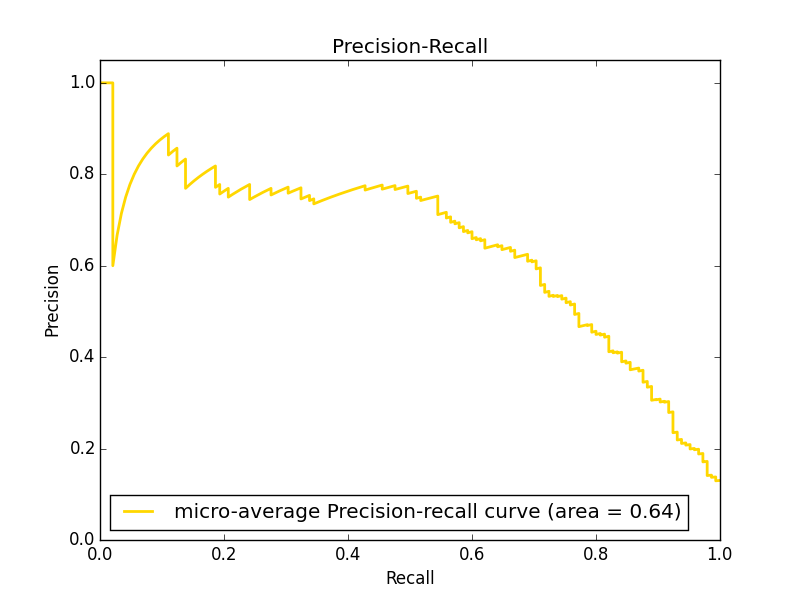 Precision-Recall
1.0
0.8
0.6
0.4
0.2
0.0
Precision
micro-average Precision-recall curve (area = 0.64)
0.0 0.2 0.4 0.6 0.8 1.0
Recall